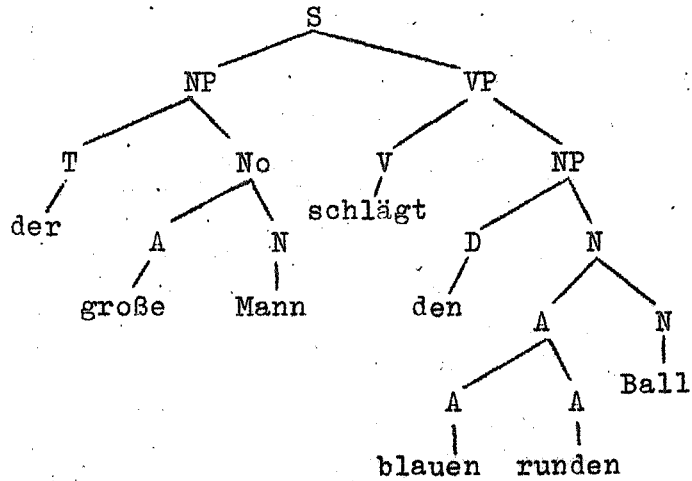 S
NP VP
T No V NP
der schlägt
A N D N
große Mann den
A N
Ball
A A
blauen runden